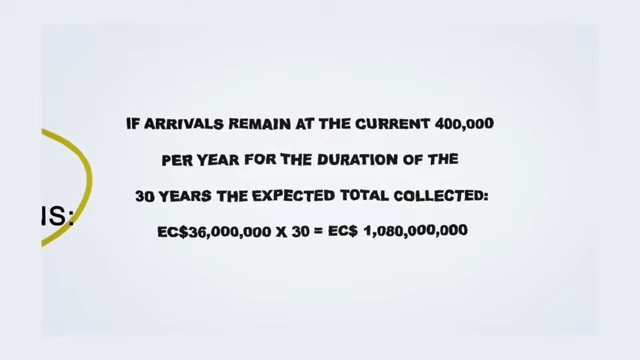 IF ARRIVALS REMAIN AT THE CURRENT 400,000
PER YEAR FOR THE DURATION OF THE
30 YEARS THE EXPECTED TOTAL COLLECTED:
EC$36,000,000 X 30 = EC$ 1,080,000,000